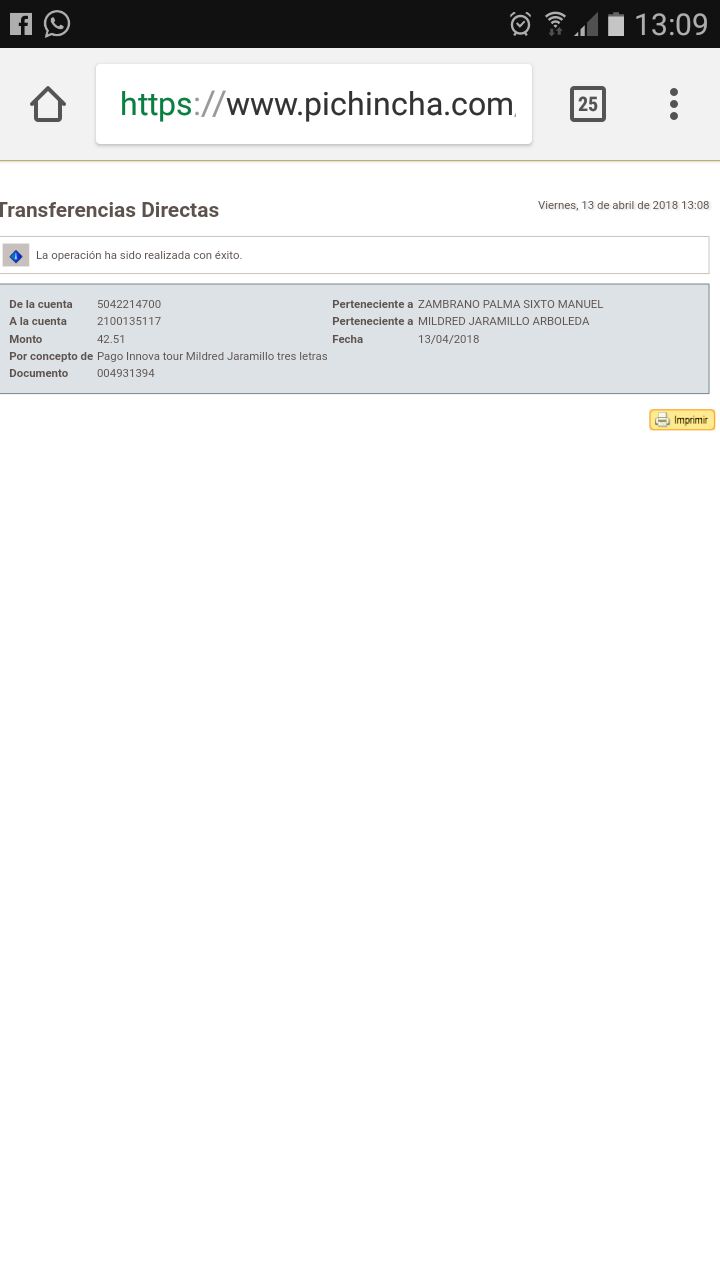 13:09
https://www.pichincha.com
25
Transferencias Directas
Viernes, 13 de abril de 2018 13:08
La operación ha sido realizada con éxito.
De la cuenta 5042214700 Perteneciente a ZAMBRANO PALMA SIXTO MANUEL
A la cuenta 2100135117 Perteneciente a MILDRED JARAMILLO ARBOLEDA
Monto 42.51 Fecha 13/04/2018
Por concepto de Pago Innova tour Mildred Jaramillo tres letras
Documento 004931394
Imprimir